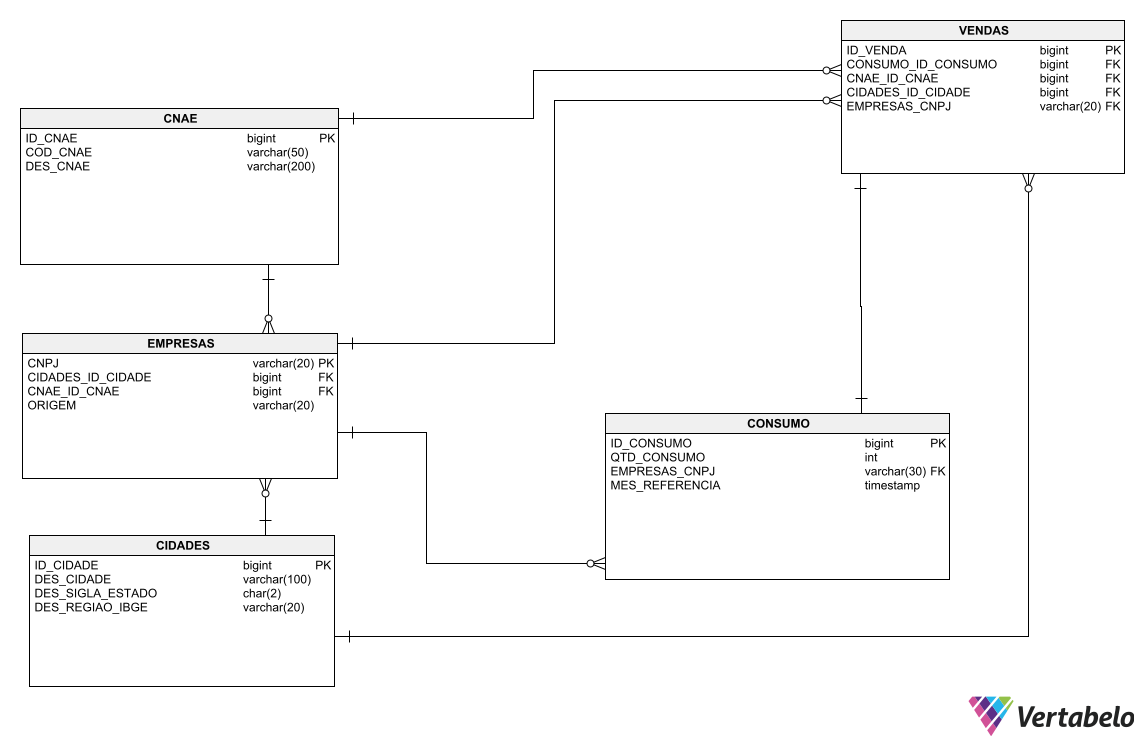 VENDAS
ID_VENDA bigint PK
CONSUMO_ID_CONSUMO bigint FK
CNAE_ID_CNAE bigint FK
CIDADES_ID_CIDADE bigint FK
EMPRESAS_CNPJ varchar(20) FK
CNAE
ID_CNAE bigint PK
COD_CNAE varchar(50)
DES_CNAE varchar(200)
EMPRESAS
CNPJ varchar(20) PK
CIDADES_ID_CIDADE bigint FK
CNAE_ID_CNAE bigint FK
ORIGEM varchar(20)
CONSUMO
ID_CONSUMO bigint PK
QTD_CONSUMO int
EMPRESAS_CNPJ varchar(30) FK
MES_REFERENCIA timestamp
CIDADES
ID_CIDADE bigint PK
DES_CIDADE varchar(100)
DES_SIGLA_ESTADO char(2)
DES_REGIAO_IBGE varchar(20)
Vertabelo